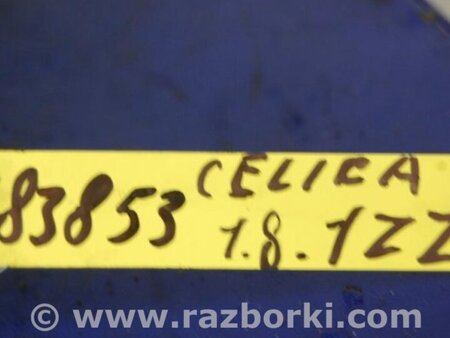 83853 CELICA
1.8. 1ZZ
© www.razborki.com